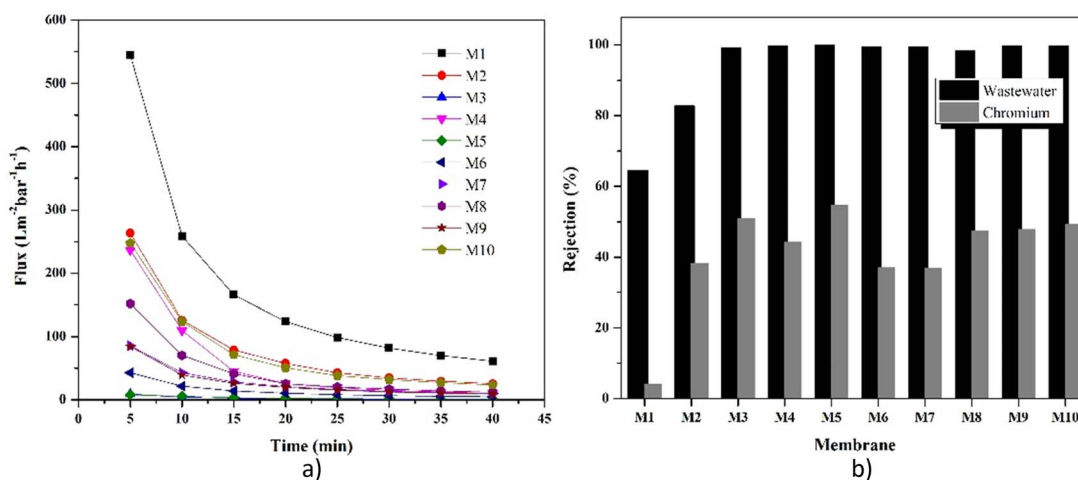 600
500
400
300
200
100
0
0 5 10 15 20 25 30 35 40 45
Flux (Lm⁻²bar⁻¹h⁻¹)
Time (min)
M1
M2
M3
M4
M5
M6
M7
M8
M9
M10
a)
100
80
60
40
20
0
Rejection (%)
Wastewater
Chromium
M1 M2 M3 M4 M5 M6 M7 M8 M9 M10
Membrane
b)